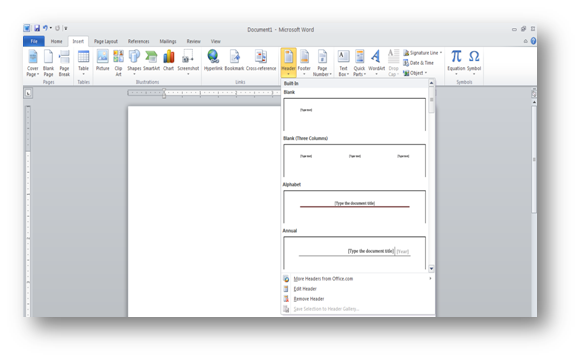 Document1 - Microsoft Word
File Home Insert Page Layout References Mailings Review View
Cover Page Blank Page Page Break Table Picture Clip Art Shapes SmartArt Chart Screenshot Hyperlink Bookmark Cross-reference Header Footer Page Number Text Box Quick Parts WordArt Drop Cap Signature Line Equation Symbol
Date & Time
Object
Pages Tables Illustrations Links Symbols
Built-In
Blank
[Type text]
Blank (Three Columns)
[Type text] [Type text] [Type text]
Alphabet
[Type the document title]
Annual
[Type the document title] [Year]
More Headers from Office.com
Edit Header
Remove Header
Save Selection to Header Gallery...